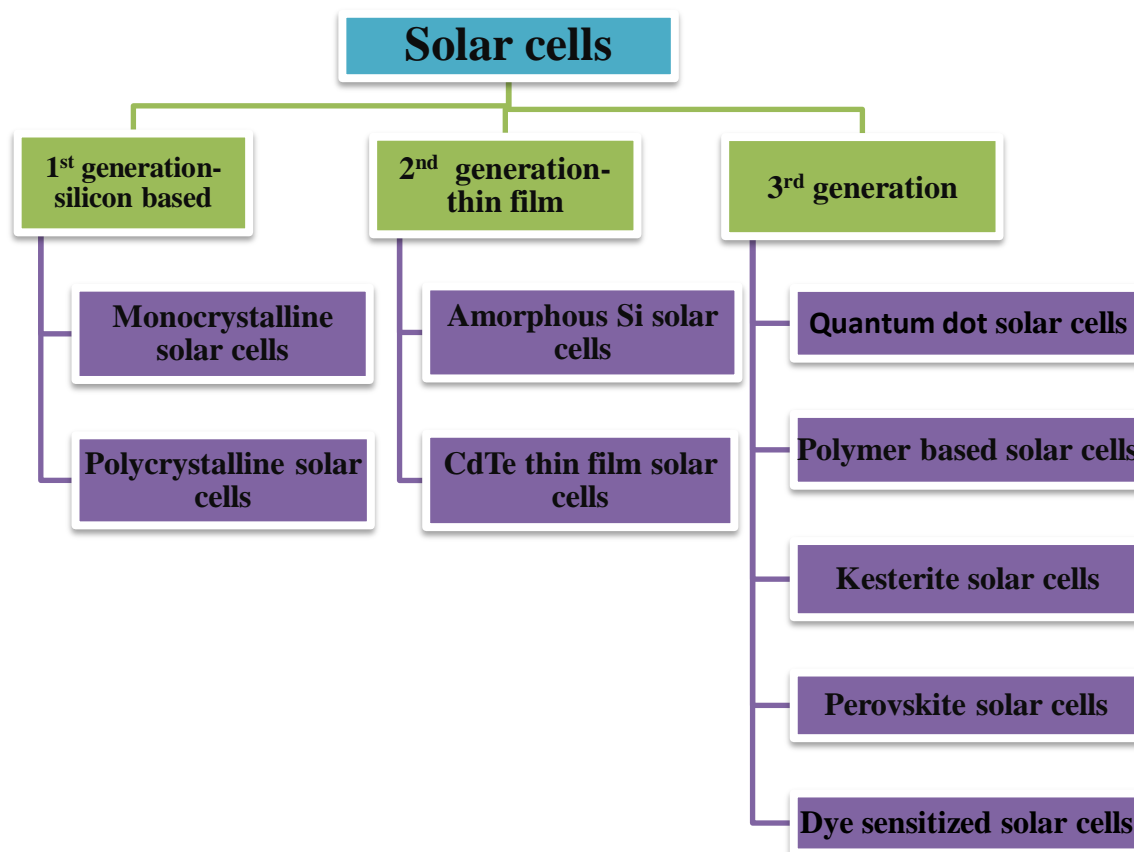 Solar cells
1st generation-
silicon based
Monocrystalline
solar cells
Polycrystalline solar
cells
2nd generation-
thin film
Amorphous Si solar
cells
CdTe thin film solar
cells
3rd generation
Quantum dot solar cells
Polymer based solar cells
Kesterite solar cells
Perovskite solar cells
Dye sensitized solar cells